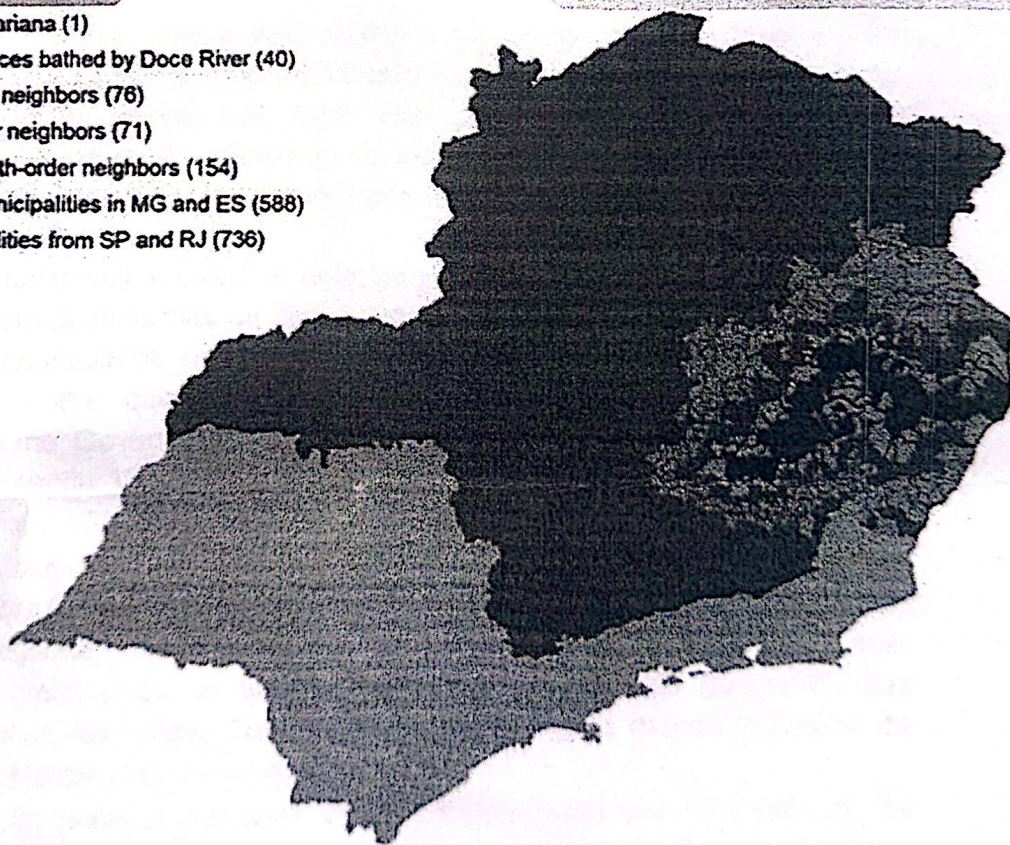 ariana (1)
ces bathed by Doce River (40)
neighbors (76)
r neighbors (71)
th-order neighbors (154)
nicipalities in MG and ES (588)
lities from SP and RJ (736)